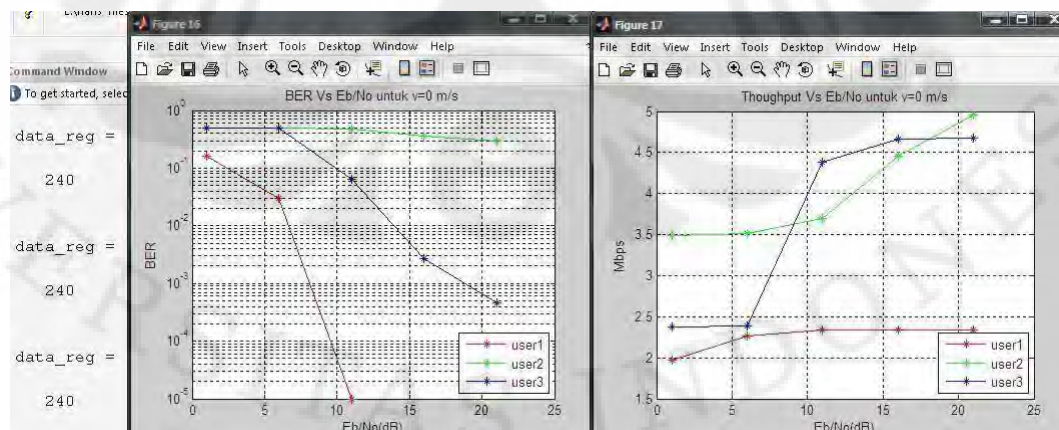 Command Window
To get started, selec
data_reg =
240
data_reg =
240
data_reg =
240
Figure 16
File Edit View Insert Tools Desktop Window Help
BER Vs Eb/No untuk v=0 m/s
10^0
10^-1
10^-2
10^-3
10^-4
10^-5
BER
0 5 10 15 20 25
Eb/No(dB)
user1
user2
user3
Figure 17
File Edit View Insert Tools Desktop Window Help
Thoughput Vs Eb/No untuk v=0 m/s
5
4.5
4
3.5
3
2.5
2
1.5
Mbps
0 5 10 15 20 25
Eb/No(dB)
user1
user2
user3